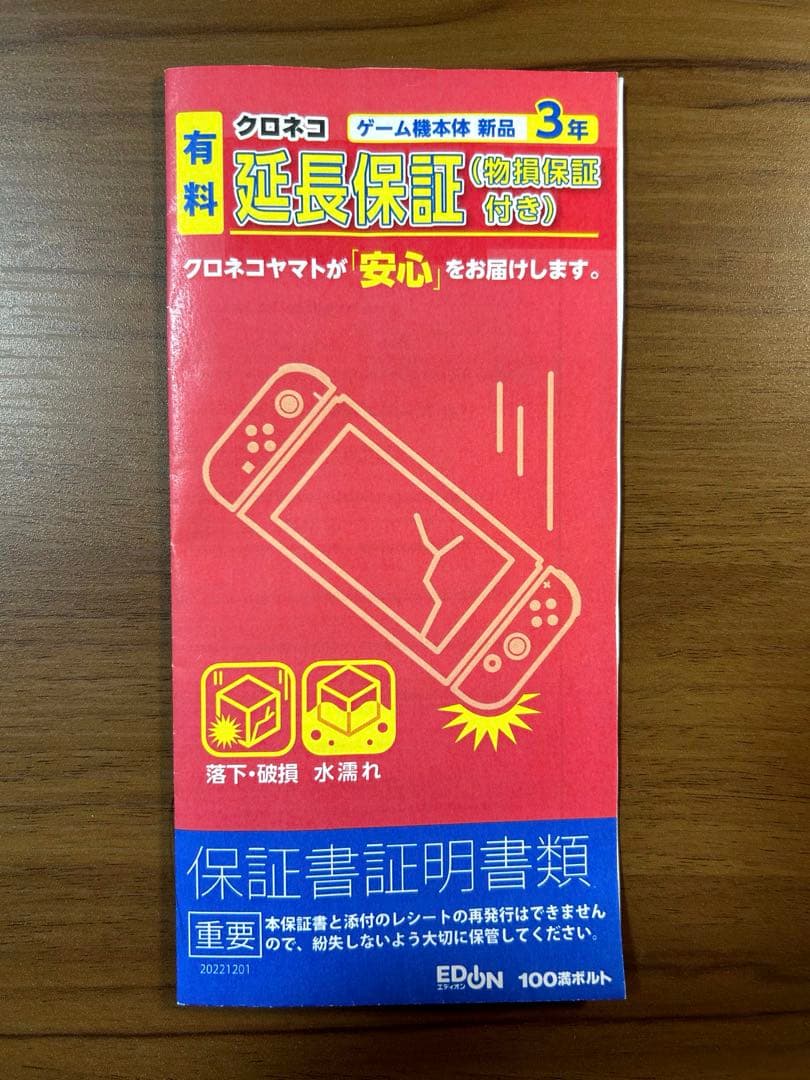 有料
クロネコ
ゲーム機本体 新品 3年
延長保証
(物損保証
付き)
クロネコヤマトが「安心」をお届けします。
落下・破損
水濡れ
保証書証明書類
重要
本保証書と添付のレシートの再発行はできません
ので、紛失しないよう大切に保管してください。
20221201
EDION
エディオン
100満ボルト